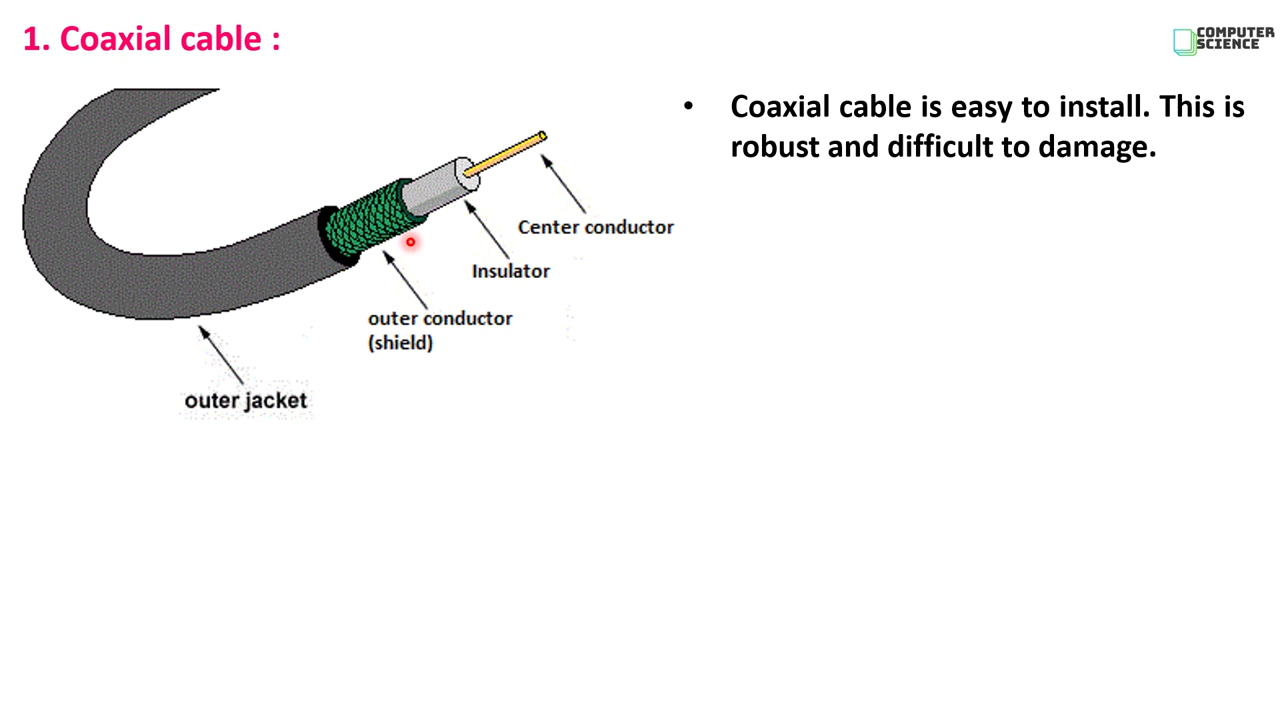 1. Coaxial cable :
COMPUTER
SCIENCE
• Coaxial cable is easy to install. This is
robust and difficult to damage.
Center conductor
Insulator
outer conductor
(shield)
outer jacket